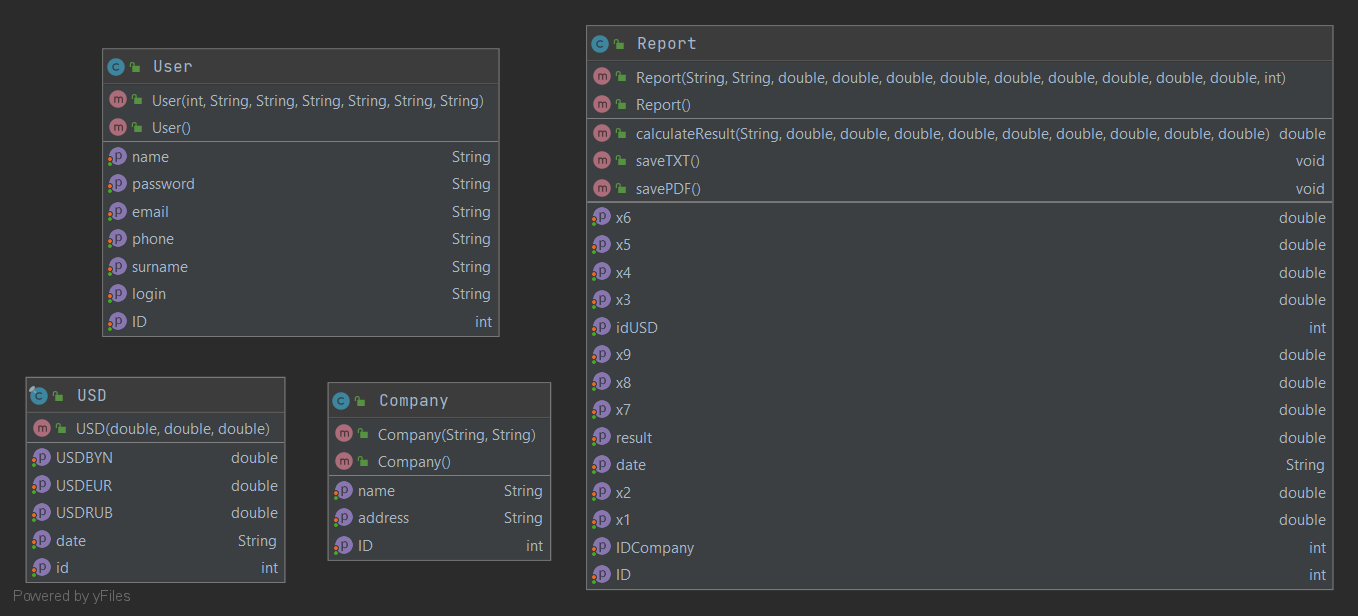 User
User(int, String, String, String, String, String, String)
User()
name String
password String
email String
phone String
surname String
login String
ID int
Report
Report(String, String, double, double, double, double, double, double, double, double, double, int)
Report()
calculateResult(String, double, double, double, double, double, double, double, double, double) double
saveTXT() void
savePDF() void
x6 double
x5 double
x4 double
x3 double
idUSD int
x9 double
x8 double
x7 double
result double
date String
x2 double
x1 double
IDCompany int
ID int
USD
USD(double, double, double)
USDBYN double
USDEUR double
USDRUB double
date String
id int
Company
Company(String, String)
Company()
name String
address String
ID int
Powered by yFiles